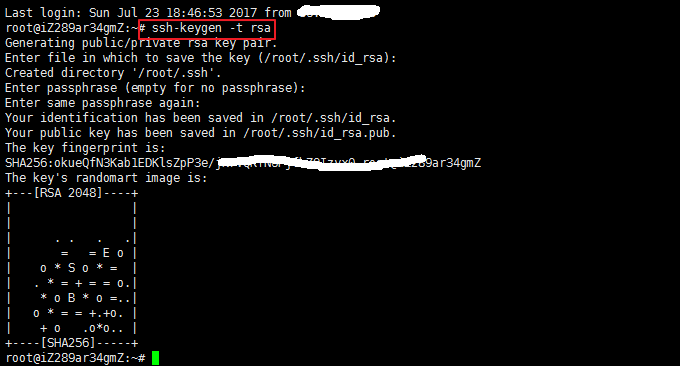 Last login: Sun Jul 23 18:46:53 2017 from
root@iZ289ar34gmZ:~# ssh-keygen -t rsa
Generating public/private rsa key pair.
Enter file in which to save the key (/root/.ssh/id_rsa):
Created directory '/root/.ssh'.
Enter passphrase (empty for no passphrase):
Enter same passphrase again:
Your identification has been saved in /root/.ssh/id_rsa.
Your public key has been saved in /root/.ssh/id_rsa.pub.
The key fingerprint is:
SHA256:okueQfN3Kab1EDKlsZpP3e/
The key's randomart image is:
+---[RSA 2048]----+
|                 |
|                 |
|      . .   .   .|
|       =   = E o |
|    o * S o * =  |
|   . * = + = = o.|
|    * o B * o =..|
|   o * = = +.+o. |
|    + o   .o*o.. |
+----[SHA256]-----+
root@iZ289ar34gmZ:~#